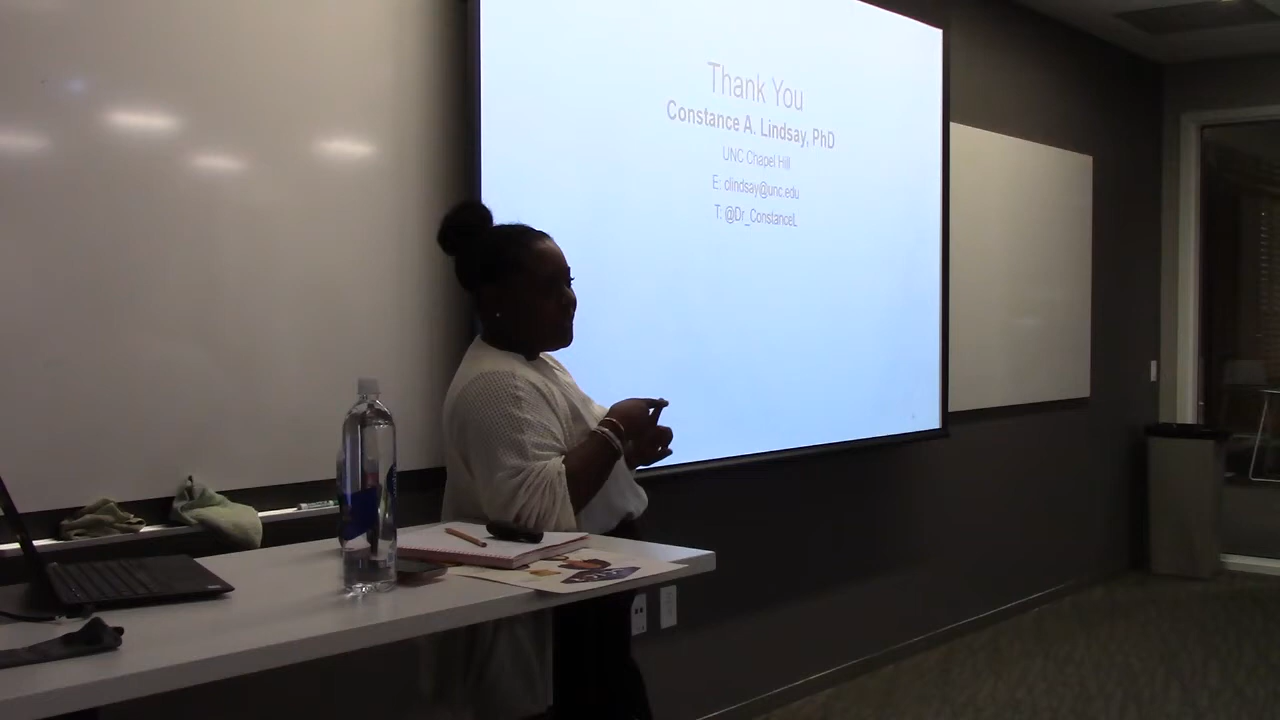 Thank You
Constance A. Lindsay, PhD
UNC Chapel Hill
E: clindsay@unc.edu
T: @Dr_ConstanceL